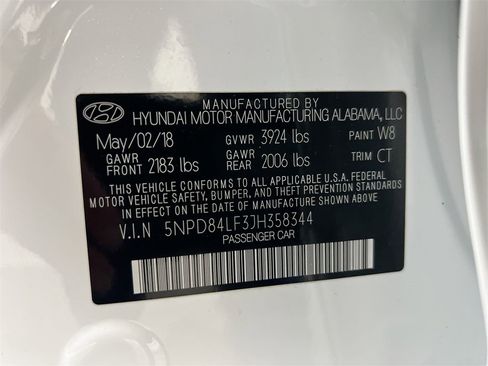 MANUFACTURED BY
HYUNDAI MOTOR MANUFACTURING ALABAMA, LLC
May/02/18 GVWR 3924 lbs PAINT W8
GAWR FRONT 2183 lbs GAWR REAR 2006 lbs TRIM CT
THIS VEHICLE CONFORMS TO ALL APPLICABLE U.S.A. FEDERAL
MOTOR VEHICLE SAFETY, BUMPER, AND THEFT PREVENTION
STANDARDS IN EFFECT ON THE DATE OF MANUFACTURE SHOWN ABOVE.
V.I.N 5NPD84LF3JH358344
PASSENGER CAR